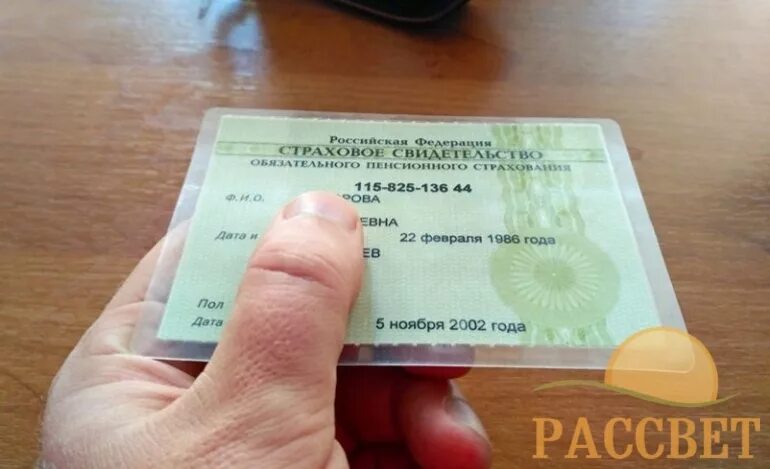 Российская Федерация
СТРАХОВОЕ СВИДЕТЕЛЬСТВО
ОБЯЗАТЕЛЬНОГО ПЕНСИОННОГО СТРАХОВАНИЯ
115-825-136 44
Ф.И.О. АРОВА
ЕВНА
Дата и 22 февраля 1986 года
ЕВ
Пол
Дата 5 ноября 2002 года
РАССВЕТ